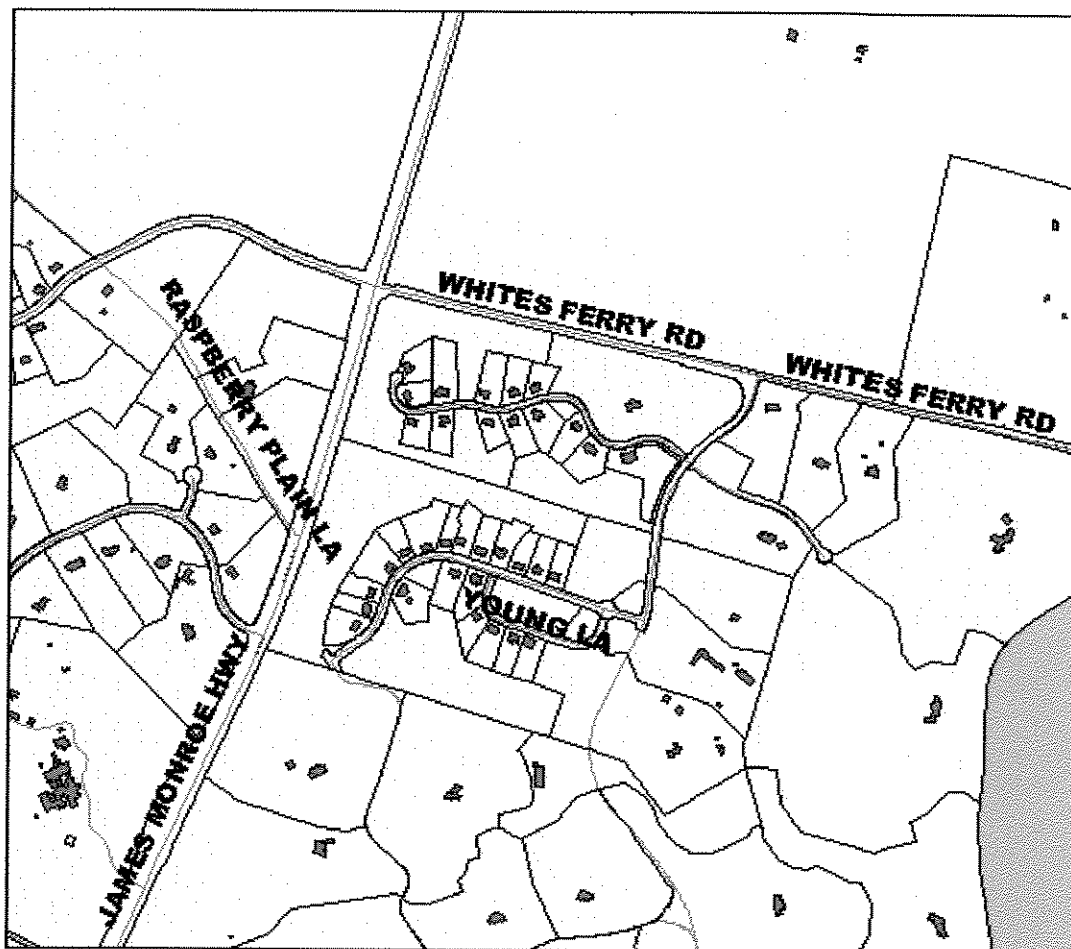 WHITES FERRY RD
WHITES FERRY RD
RASPBERRY PLAIN LA
YOUNG LA
JAMES MONROE HWY